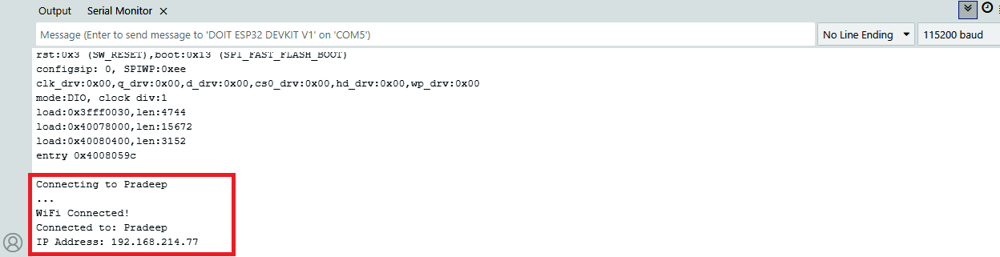 Output Serial Monitor
Message (Enter to send message to 'DOIT ESP32 DEVKIT V1' on 'COM5') No Line Ending 115200 baud
rst:0x3 (SW_RESET),boot:0x13 (SPI_FAST_FLASH_BOOT)
configsip: 0, SPIWP:0xee
clk_drv:0x00,q_drv:0x00,d_drv:0x00,cs0_drv:0x00,hd_drv:0x00,wp_drv:0x00
mode:DIO, clock div:1
load:0x3fff0030,len:4744
load:0x40078000,len:15672
load:0x40080400,len:3152
entry 0x4008059c
Connecting to Pradeep
...
WiFi Connected!
Connected to: Pradeep
IP Address: 192.168.214.77